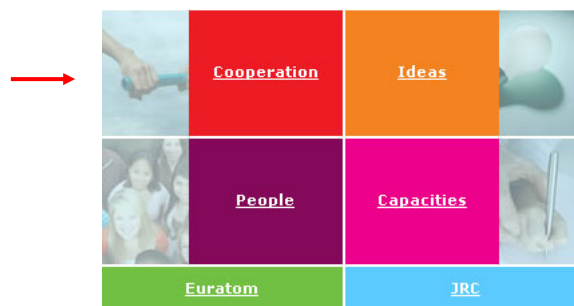 Cooperation
Ideas
People
Capacities
Euratom
JRC